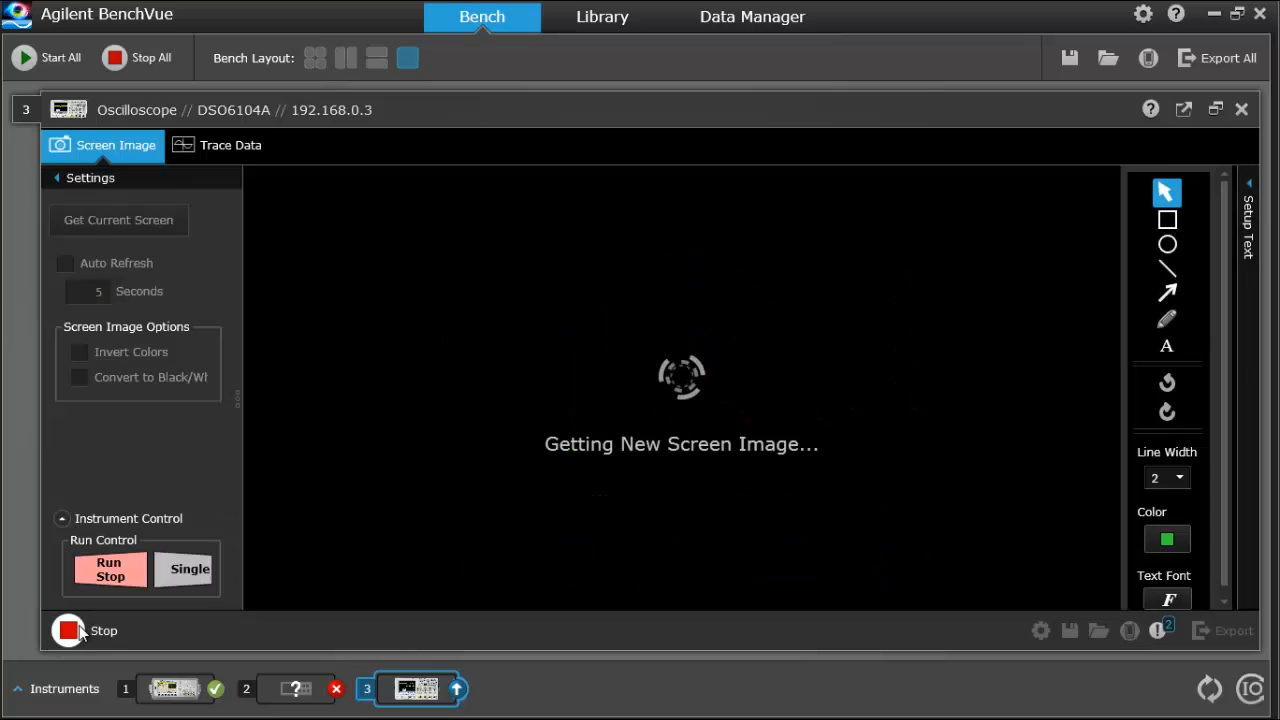 Agilent BenchVue
Bench
Library
Data Manager
Start All
Stop All
Bench Layout:
Export All
3
Oscilloscope // DSO6104A // 192.168.0.3
Screen Image
Trace Data
Settings
Get Current Screen
Auto Refresh
5 Seconds
Screen Image Options
Invert Colors
Convert to Black/Wh
Getting New Screen Image...
Instrument Control
Run Control
Run Stop
Single
A
Line Width
2
Color
Text Font
F
Setup Text
Stop
2
Export
Instruments
1
2
?
3
IO